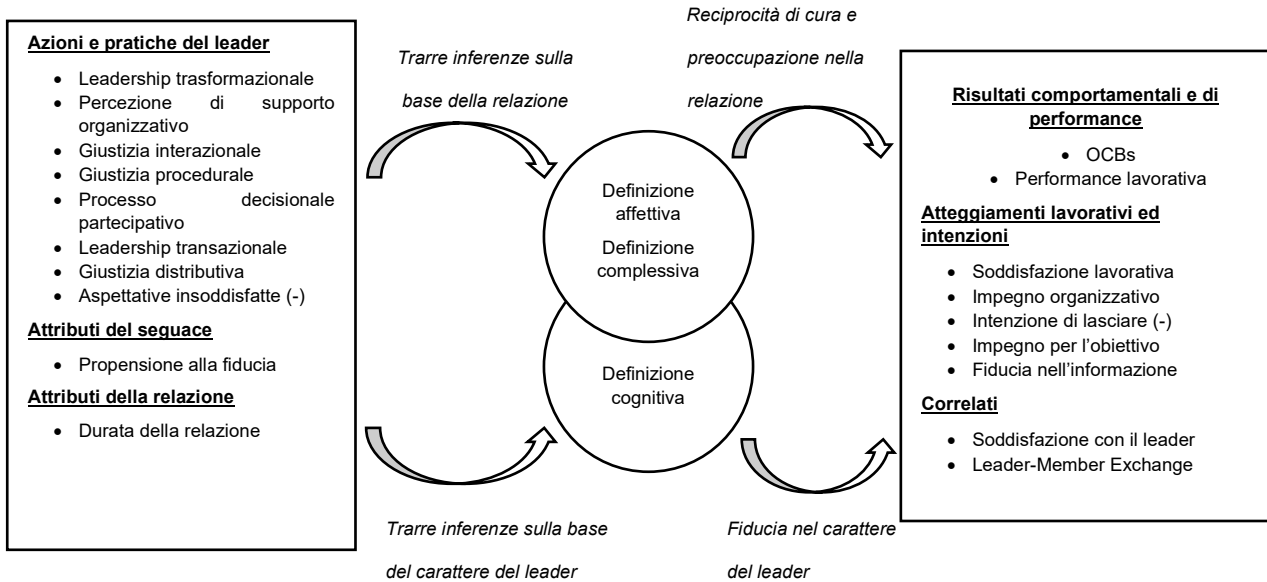 Azioni e pratiche del leader
• Leadership trasformazionale
• Percezione di supporto
organizzativo
• Giustizia interazionale
• Giustizia procedurale
• Processo decisionale
partecipativo
• Leadership transazionale
• Giustizia distributiva
• Aspettative insoddisfatte (-)
Attributi del seguace
• Propensione alla fiducia
Attributi della relazione
• Durata della relazione
Trarre inferenze sulla
base della relazione
Reciprocità di cura e
preoccupazione nella
relazione
Definizione
affettiva
Definizione
complessiva
Definizione
cognitiva
Trarre inferenze sulla base
del carattere del leader
Fiducia nel carattere
del leader
Risultati comportamentali e di
performance
• OCBs
• Performance lavorativa
Atteggiamenti lavorativi ed
intenzioni
• Soddisfazione lavorativa
• Impegno organizzativo
• Intenzione di lasciare (-)
• Impegno per l’obiettivo
• Fiducia nell’informazione
Correlati
• Soddisfazione con il leader
• Leader-Member Exchange